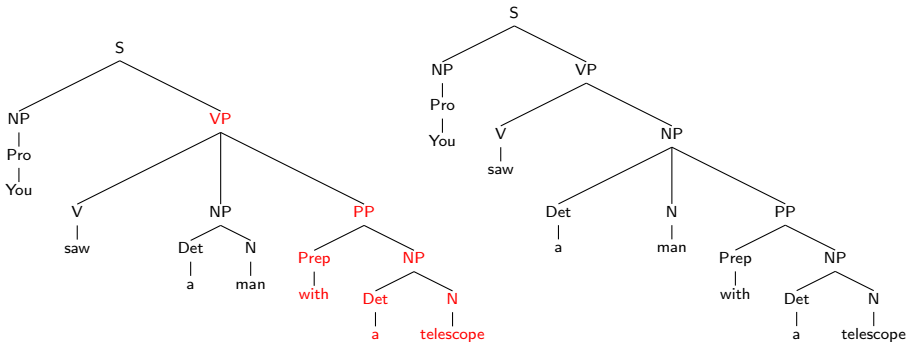 S
NP VP
Pro
You
V NP PP
saw Det N Prep NP
a man with Det N
a telescope
S
NP VP
Pro
You V NP
saw
Det N PP
a man Prep NP
with Det N
a telescope